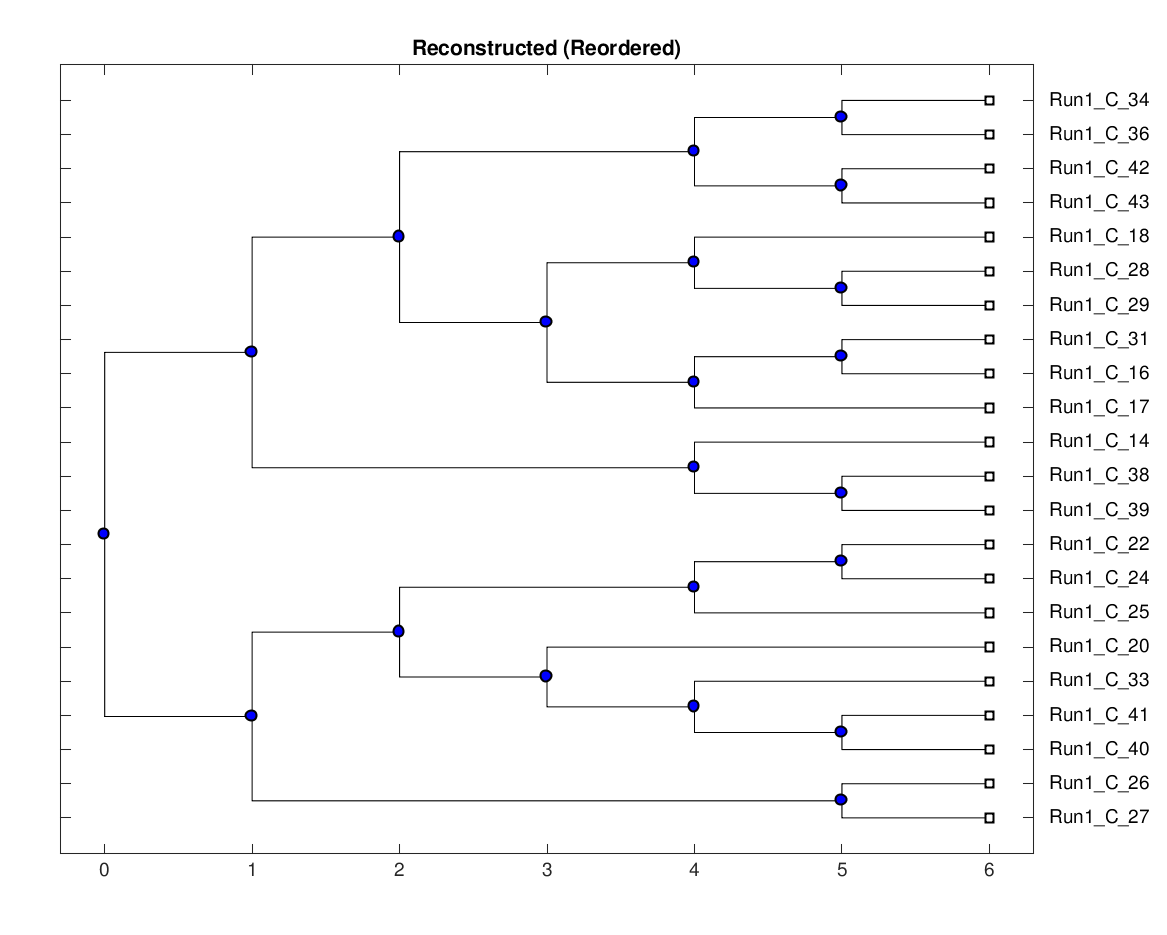 Reconstructed (Reordered)
Run1_C_34
Run1_C_36
Run1_C_42
Run1_C_43
Run1_C_18
Run1_C_28
Run1_C_29
Run1_C_31
Run1_C_16
Run1_C_17
Run1_C_14
Run1_C_38
Run1_C_39
Run1_C_22
Run1_C_24
Run1_C_25
Run1_C_20
Run1_C_33
Run1_C_41
Run1_C_40
Run1_C_26
Run1_C_27
0 1 2 3 4 5 6